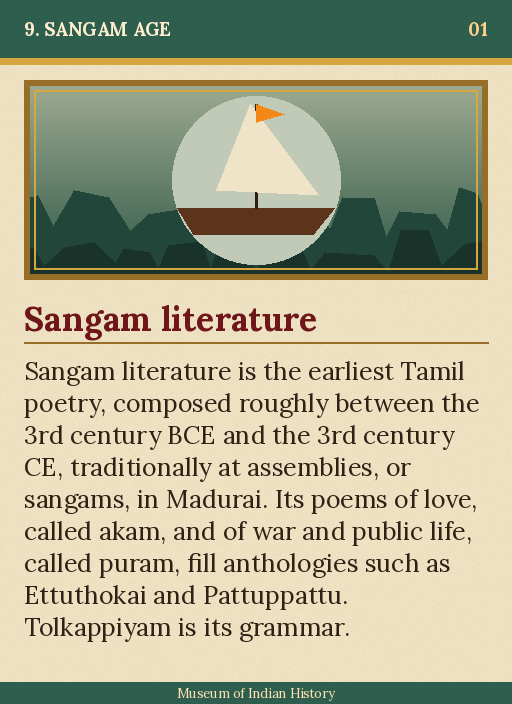 9. SANGAM AGE
01
Sangam literature
Sangam literature is the earliest Tamil
poetry, composed roughly between the
3rd century BCE and the 3rd century
CE, traditionally at assemblies, or
sangams, in Madurai. Its poems of love,
called akam, and of war and public life,
called puram, fill anthologies such as
Ettuthokai and Pattuppattu.
Tolkappiyam is its grammar.
Museum of Indian History